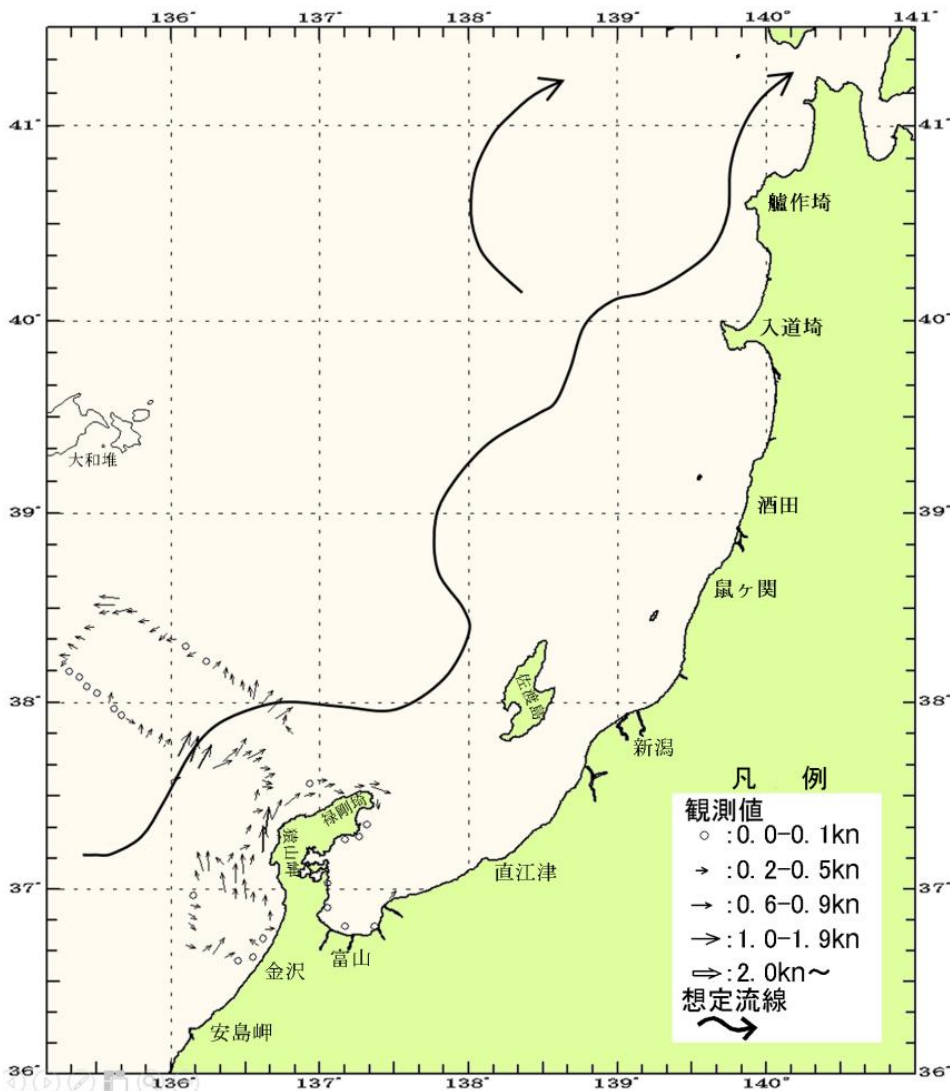 136° 137° 138° 139° 140° 141°
41° 41°
艫作埼
入道埼
40° 40°
大和堆
39° 39°
酒田
鼠ヶ関
佐渡島
38° 38°
新潟
凡 例
観測値
○ :0.0-0.1kn
→ :0.2-0.5kn
→ :0.6-0.9kn
→ :1.0-1.9kn
⇒ :2.0kn~
想定流線
禄剛埼
猿山岬
直江津
37° 37°
富山
金沢
安島岬
36° 36°
136° 137° 138° 139° 140° 141°